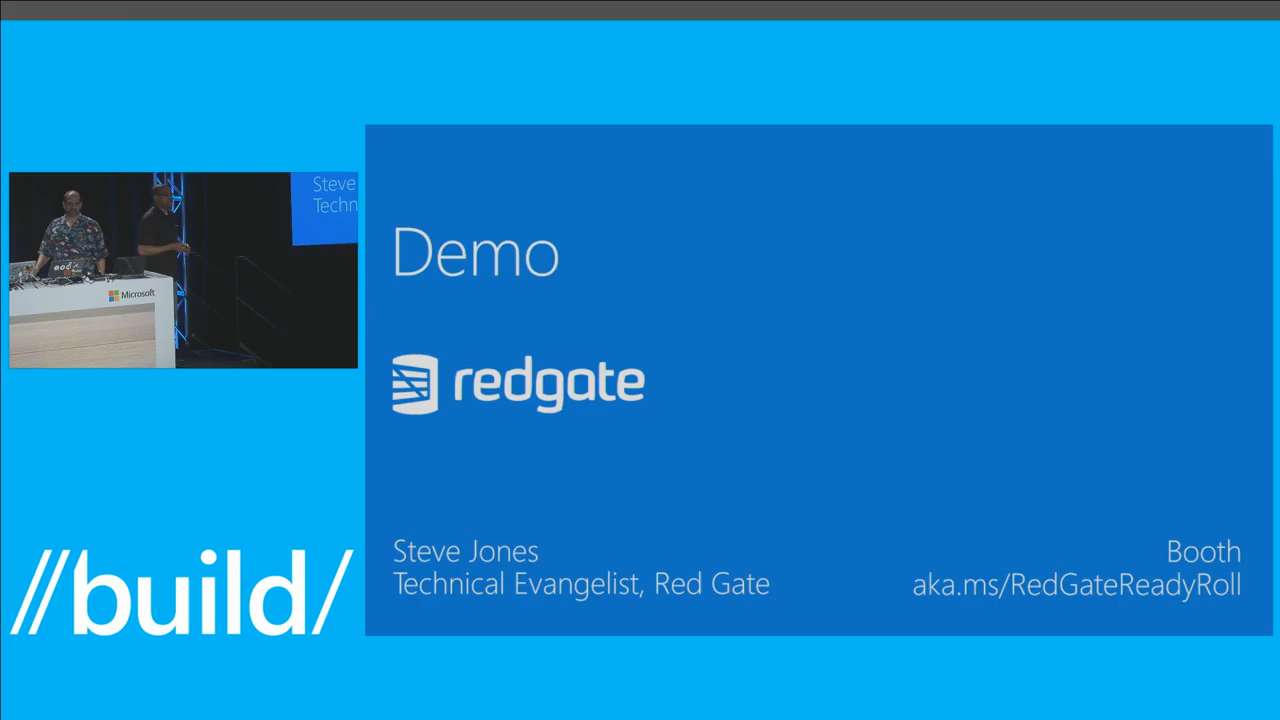 Steve
Techn
Microsoft
Demo
redgate
Steve Jones
Technical Evangelist, Red Gate
Booth
aka.ms/RedGateReadyRoll
//build/